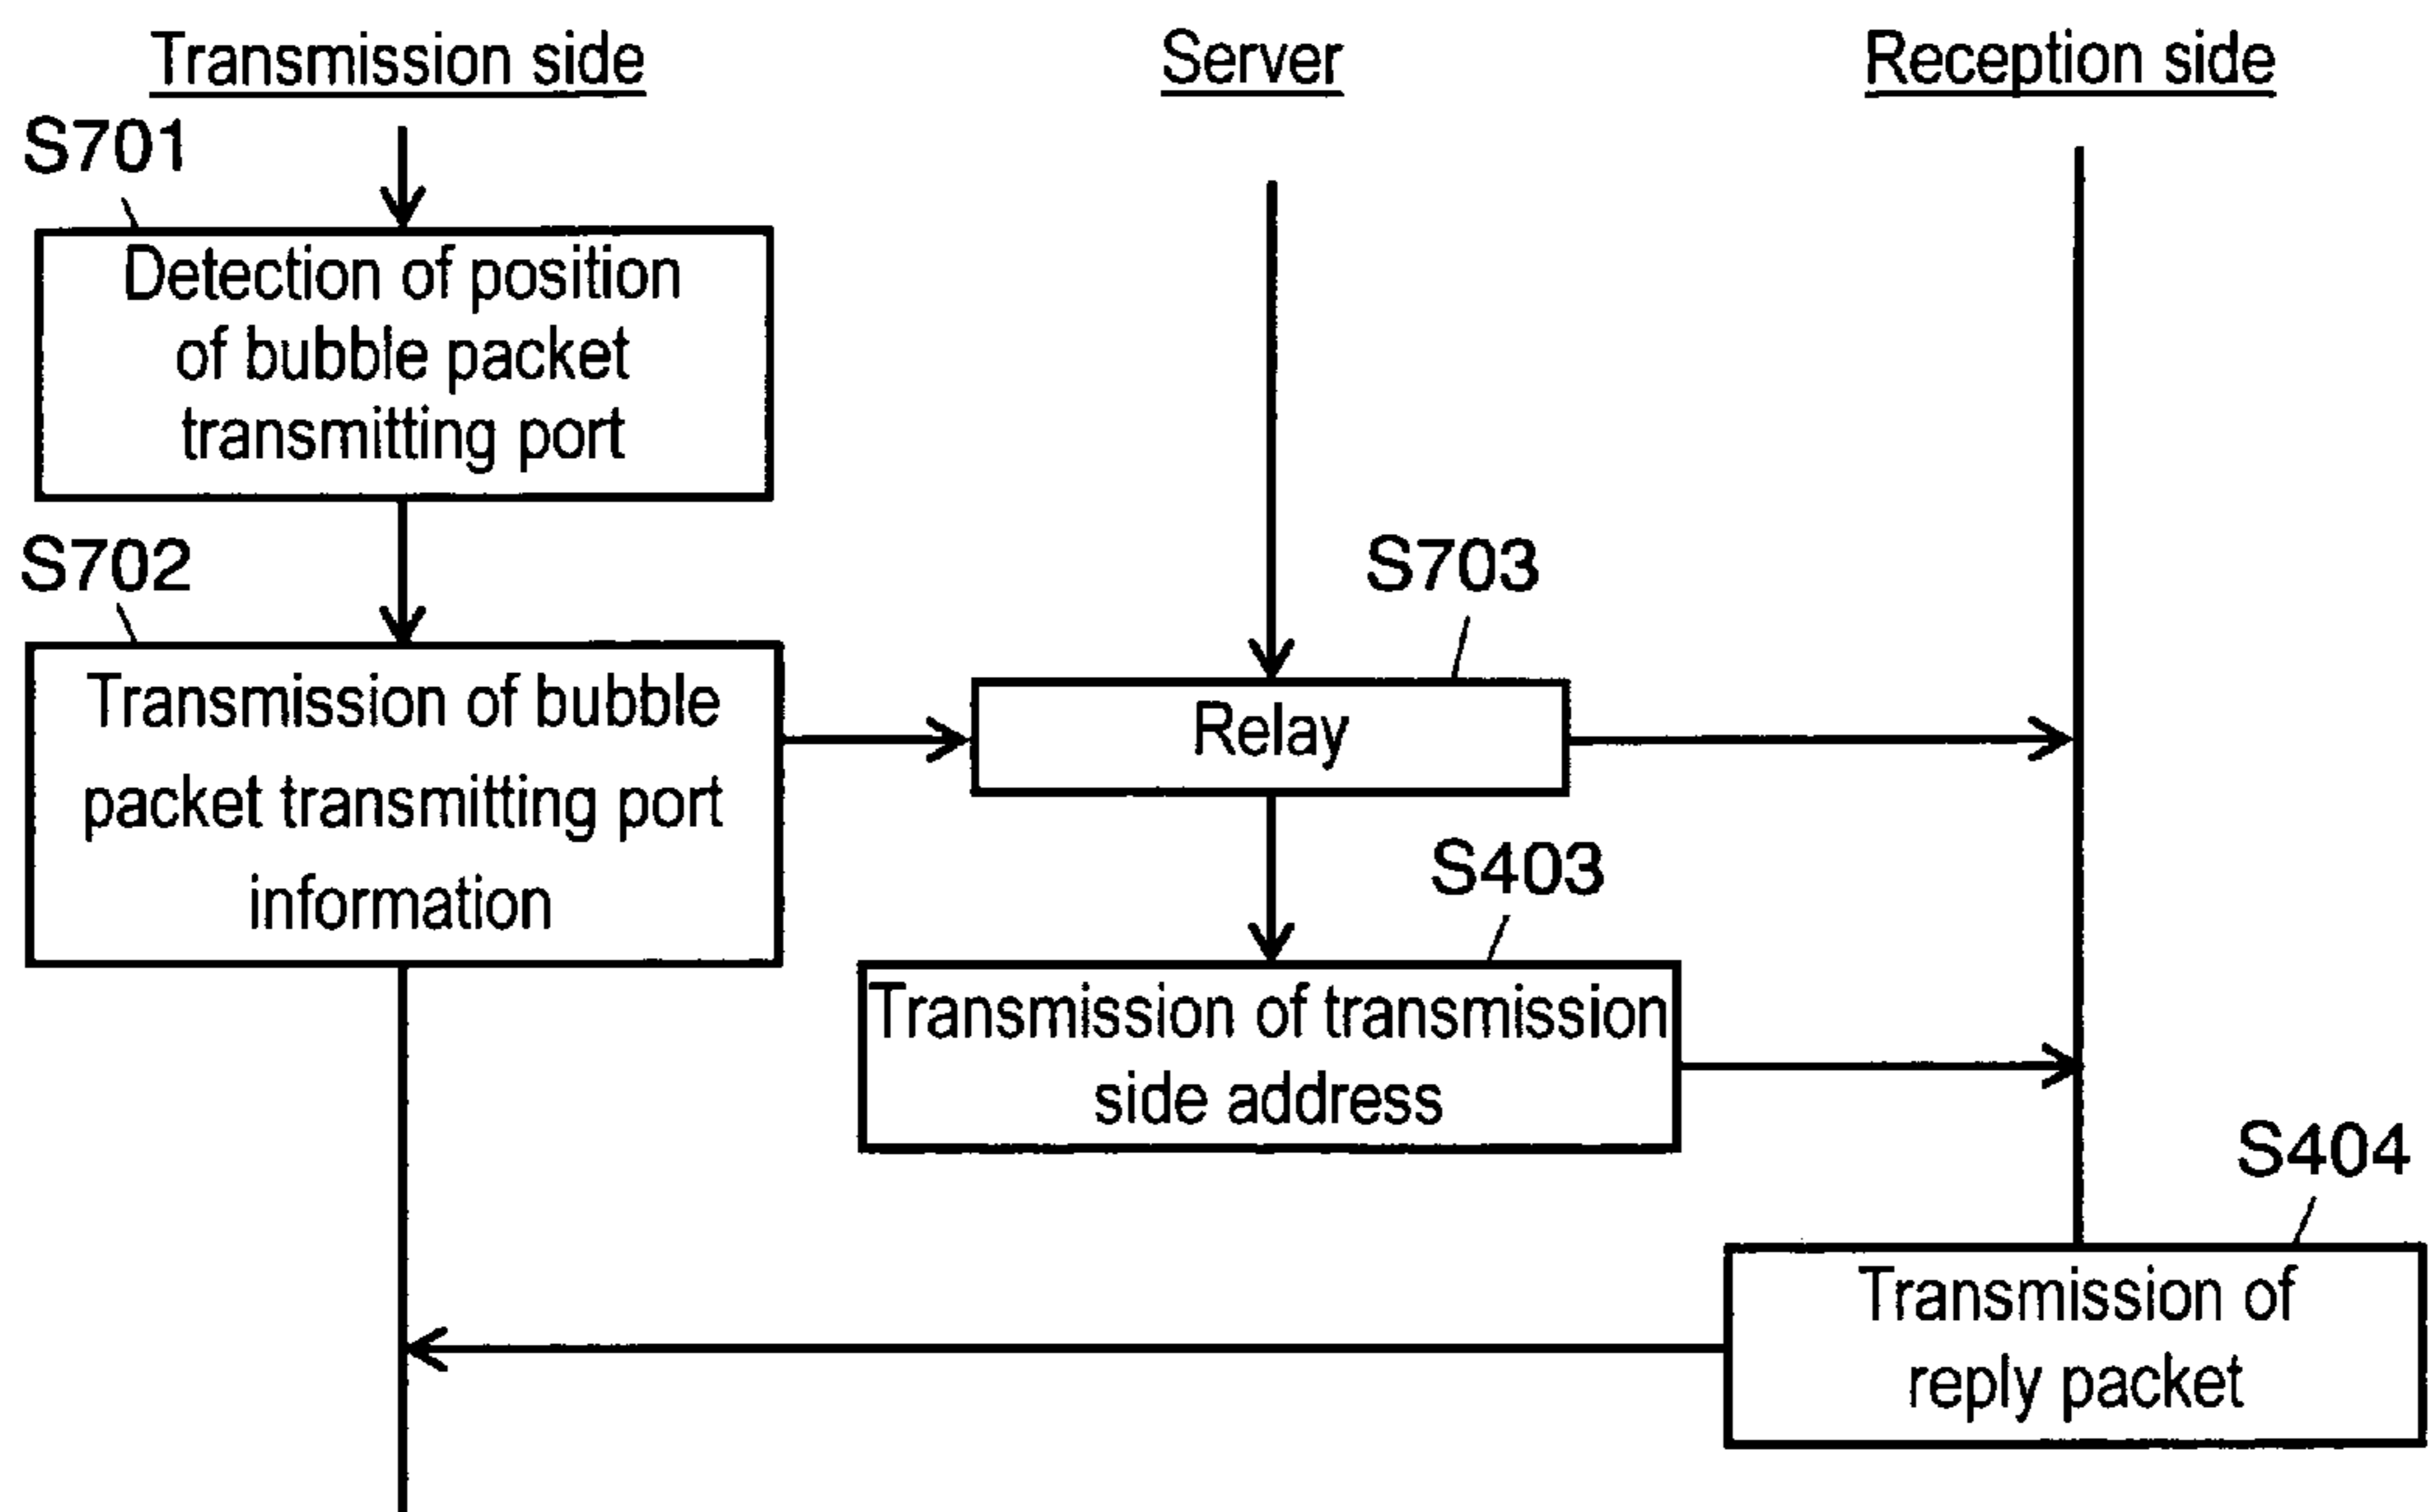 Transmission side
Server
Reception side
S701
Detection of position
of bubble packet
transmitting port
S702
Transmission of bubble
packet transmitting port
information
S703
Relay
S403
Transmission of transmission
side address
S404
Transmission of
reply packet